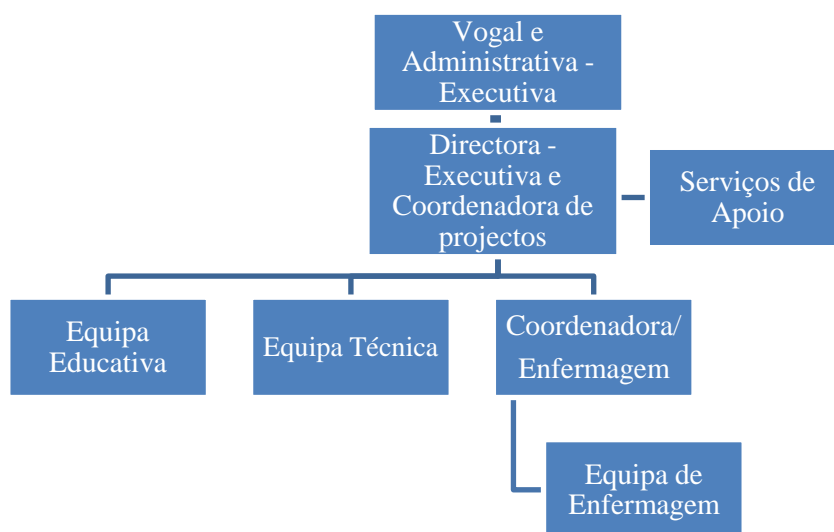 Vogal e
Administrativa -
Executiva
Directora -
Executiva e
Coordenadora de
projectos
Serviços de
Apoio
Equipa
Educativa
Equipa Técnica
Coordenadora/
Enfermagem
Equipa de
Enfermagem